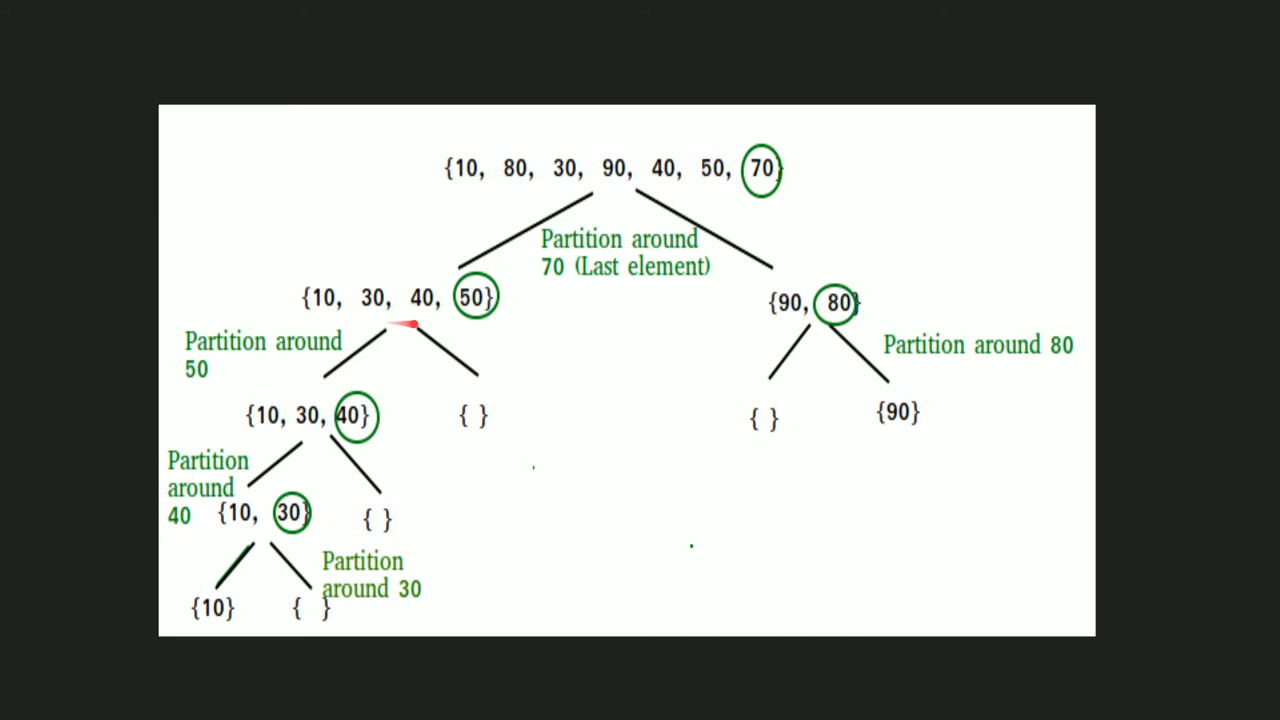 {10, 80, 30, 90, 40, 50, 70}
Partition around
70 (Last element)
{10, 30, 40, 50}
{90, 80}
Partition around
50
Partition around 80
{10, 30, 40}
{ }
{ }
{90}
Partition
around
40
{10, 30}
{ }
Partition
around 30
{10}
{ }